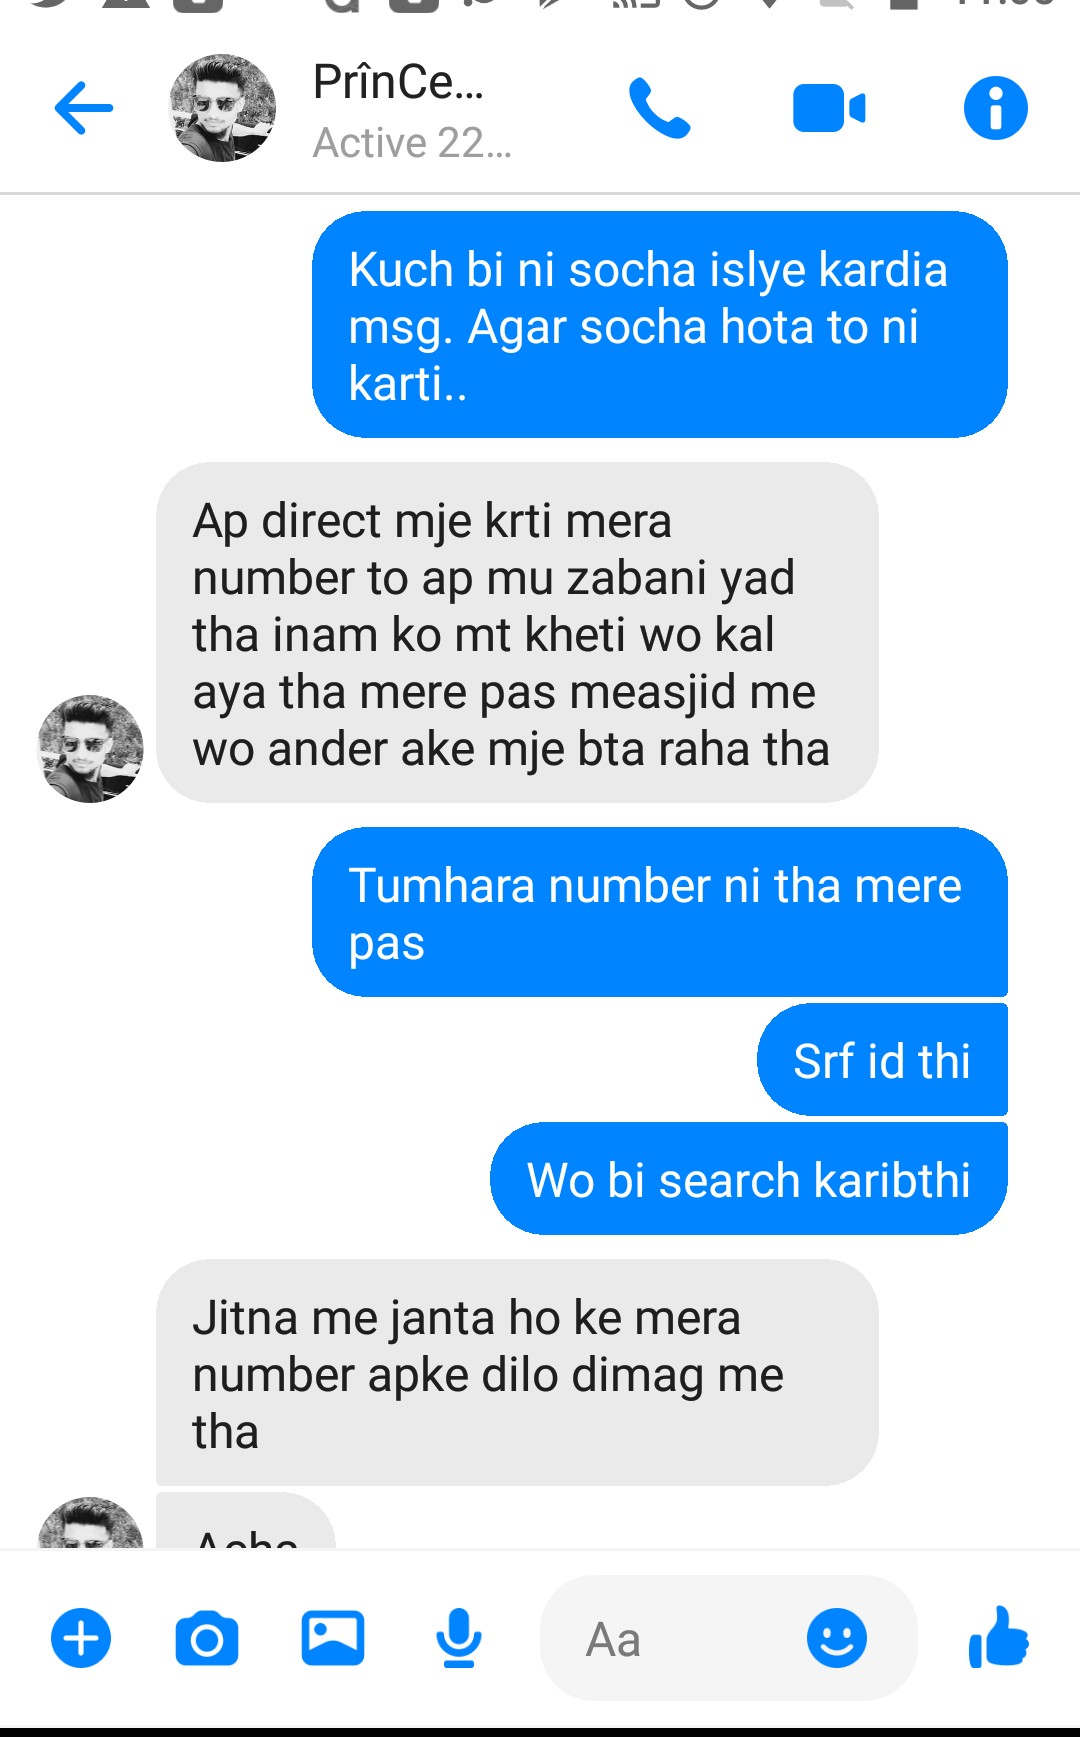 PrînCe...
Active 22...
Kuch bi ni socha islye kardia
msg. Agar socha hota to ni
karti..
Ap direct mje krti mera
number to ap mu zabani yad
tha inam ko mt kheti wo kal
aya tha mere pas measjid me
wo ander ake mje bta raha tha
Tumhara number ni tha mere
pas
Srf id thi
Wo bi search karibthi
Jitna me janta ho ke mera
number apke dilo dimag me
tha
Aa